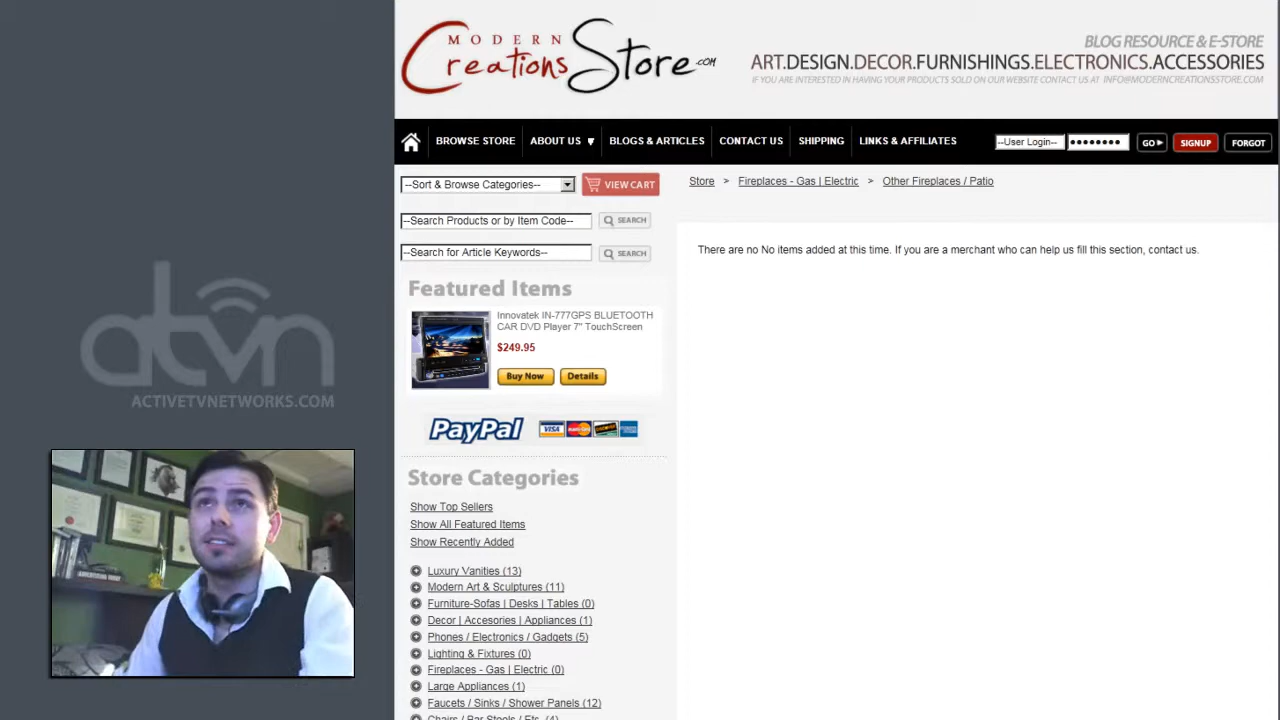 MODERN
Creations Store .COM
BLOG RESOURCE & E-STORE
ART.DESIGN.DECOR.FURNISHINGS.ELECTRONICS.ACCESSORIES
IF YOU ARE INTERESTED IN HAVING YOUR PRODUCTS SOLD ON OUR WEBSITE CONTACT US AT INFO@MODERNCREATIONSSTORE.COM
BROWSE STORE ABOUT US BLOGS & ARTICLES CONTACT US SHIPPING LINKS & AFFILIATES --User Login-- GO SIGNUP FORGOT
--Sort & Browse Categories-- VIEW CART
Store > Fireplaces - Gas | Electric > Other Fireplaces / Patio
--Search Products or by Item Code-- SEARCH
--Search for Article Keywords-- SEARCH
There are no No items added at this time. If you are a merchant who can help us fill this section, contact us.
Featured Items
Innovatek IN-777GPS BLUETOOTH
CAR DVD Player 7" TouchScreen
$249.95
Buy Now Details
PayPal VISA
Store Categories
Show Top Sellers
Show All Featured Items
Show Recently Added
Luxury Vanities (13)
Modern Art & Sculptures (11)
Furniture-Sofas | Desks | Tables (0)
Decor | Accesories | Appliances (1)
Phones / Electronics / Gadgets (5)
Lighting & Fixtures (0)
Fireplaces - Gas | Electric (0)
Large Appliances (1)
Faucets / Sinks / Shower Panels (12)
Chairs / Bar Stools / Etc. (4)
atvn
ACTIVETVNETWORKS.COM